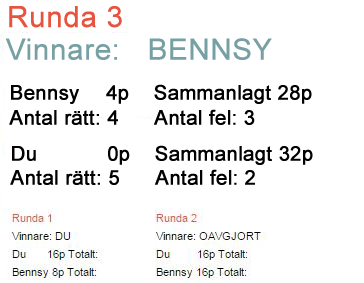 Runda 3
Vinnare: BENNSY
Bennsy 4p Sammanlagt 28p
Antal rätt: 4 Antal fel: 3
Du 0p Sammanlagt 32p
Antal rätt: 5 Antal fel: 2
Runda 1 Runda 2
Vinnare: DU Vinnare: OAVGJORT
Du 16p Totalt: Du 16p Totalt:
Bennsy 8p Totalt: Bennsy 16p Totalt: